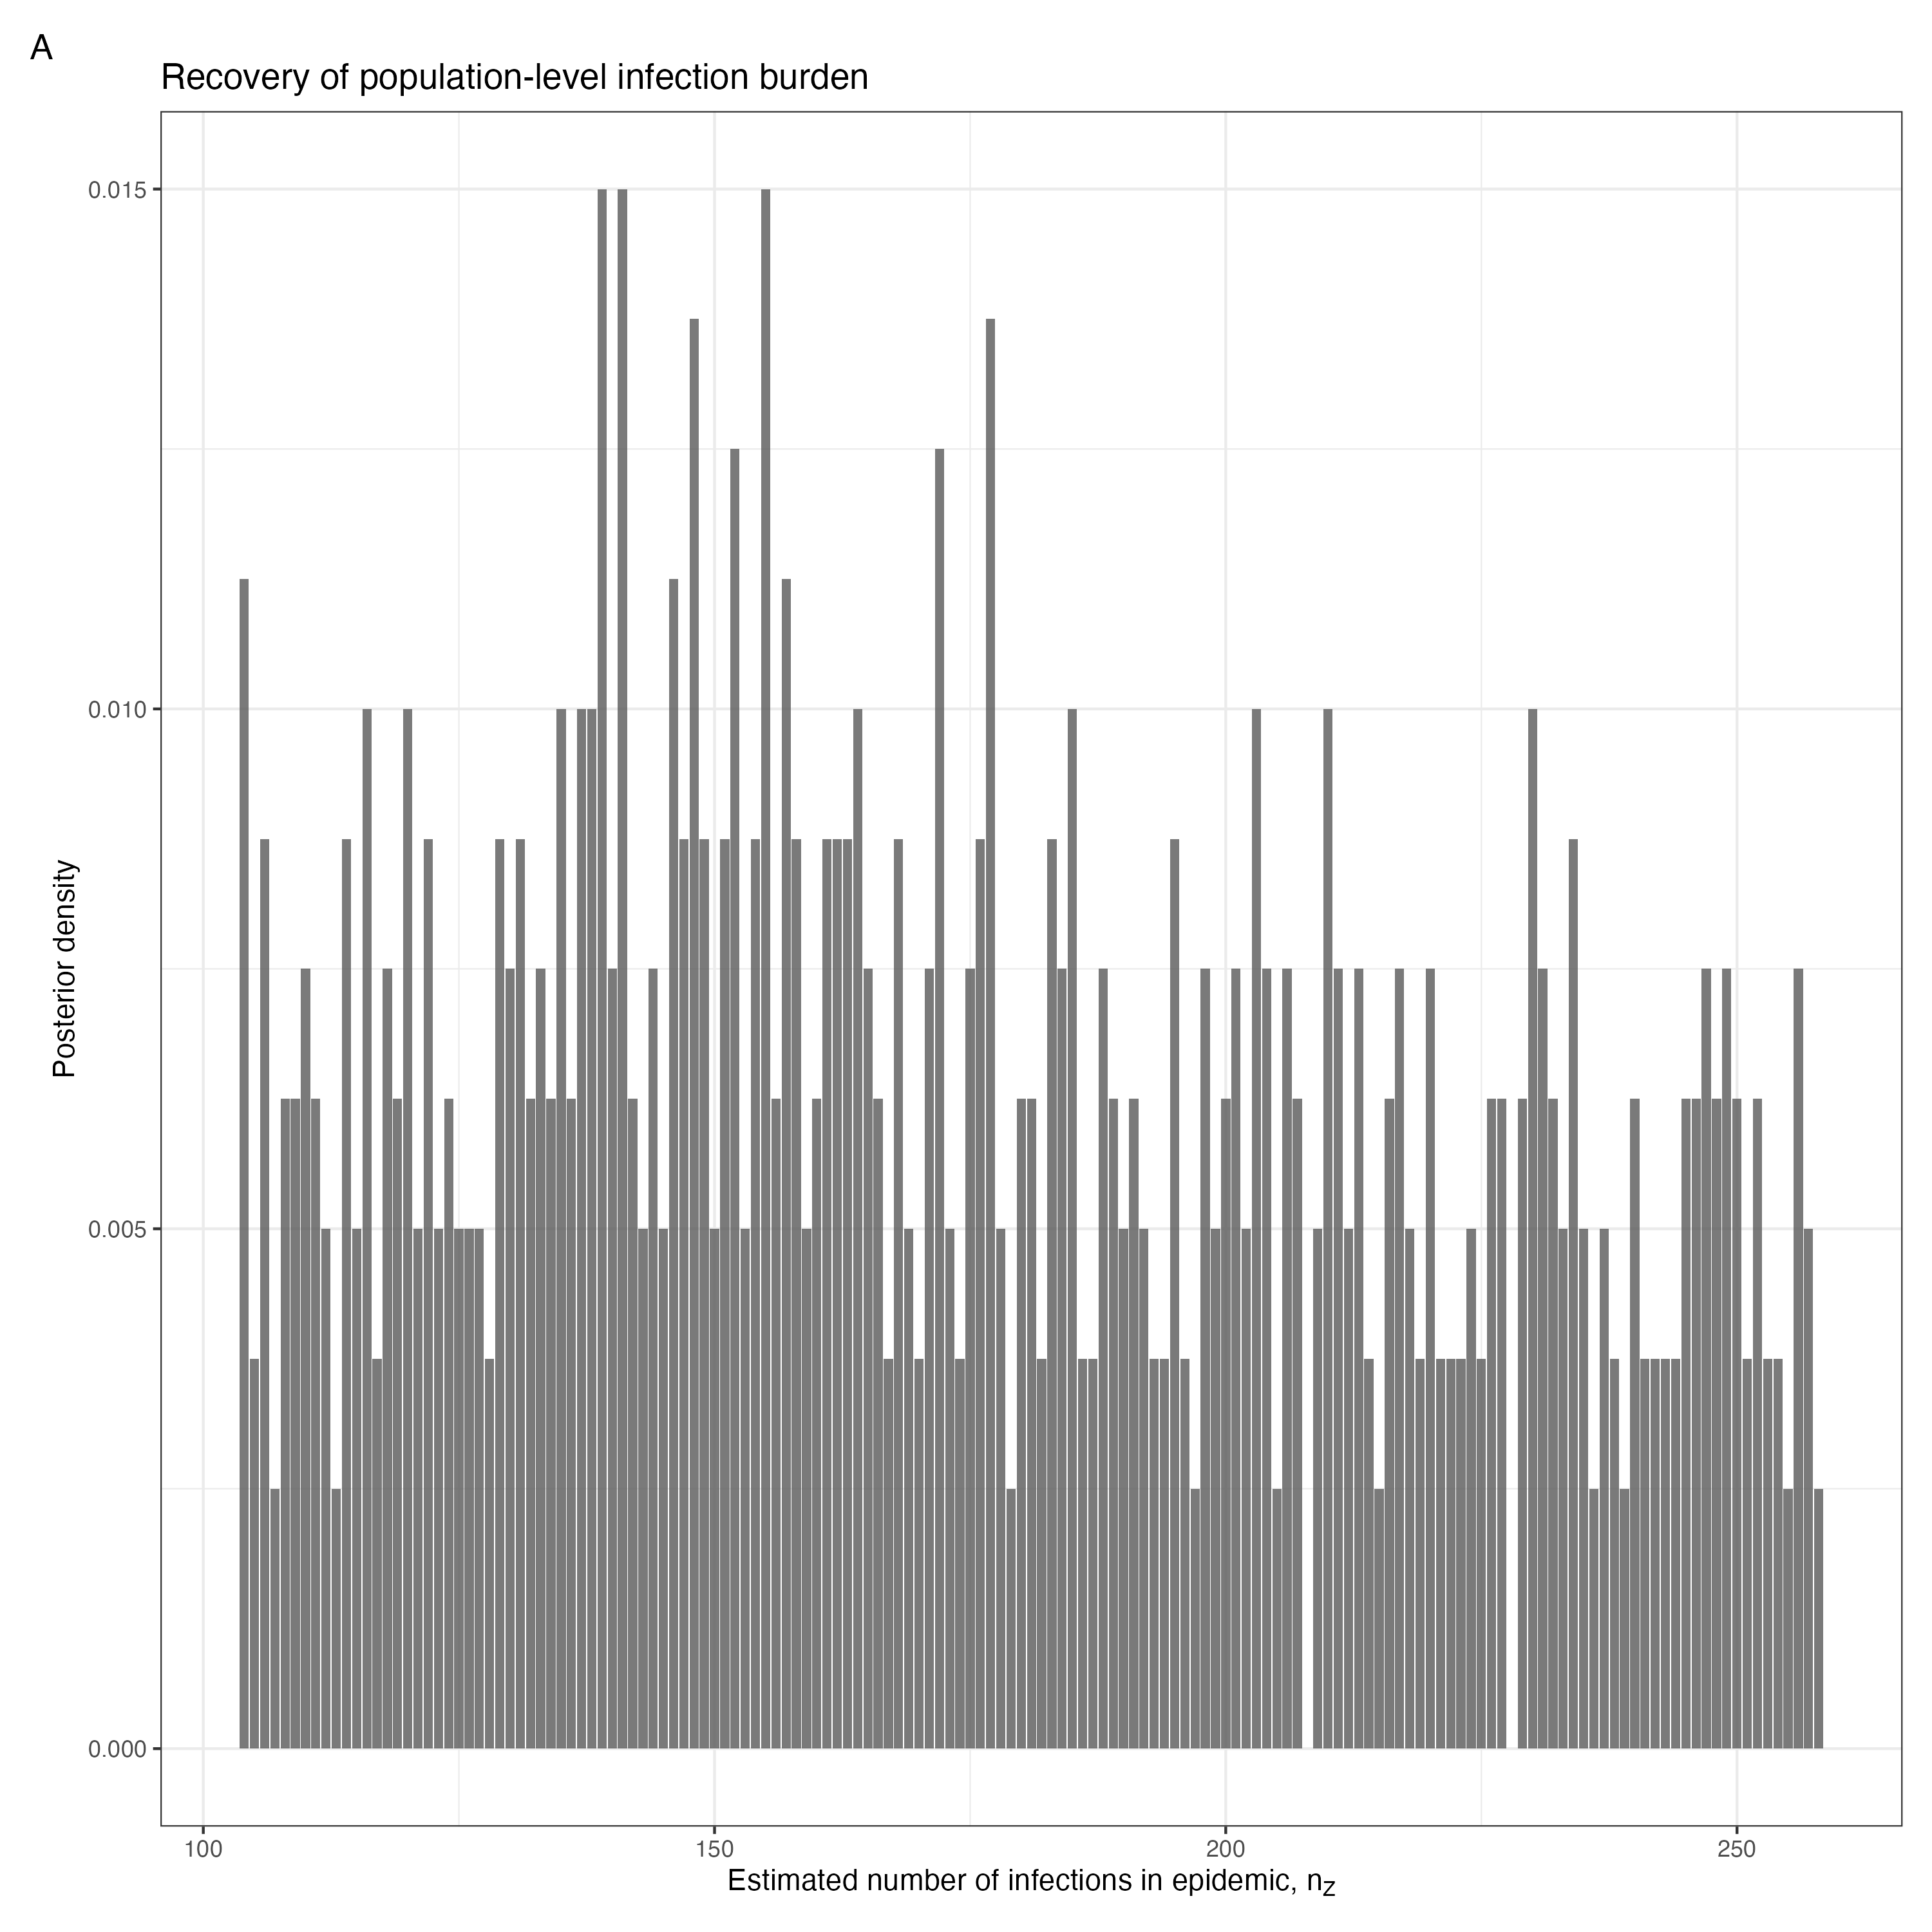 A
Recovery of population-level infection burden
Posterior density
0.015
0.010
0.005
0.000
100 150 200 250
Estimated number of infections in epidemic, nZ